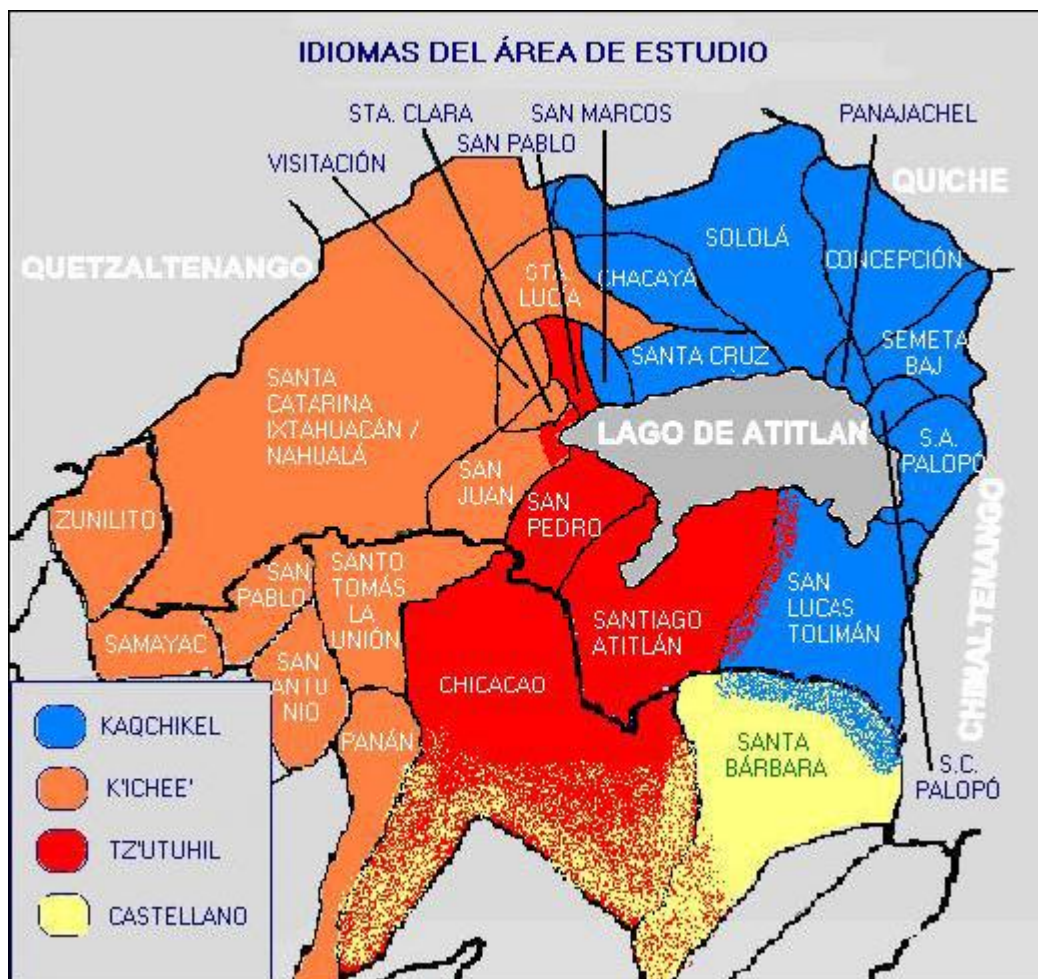 IDIOMAS DEL ÁREA DE ESTUDIO
STA. CLARA
SAN MARCOS
PANAJACHEL
SAN PABLO
VISITACIÓN
QUICHE
SOLOLÁ
QUETZALTENANGO
CONCEPCIÓN
STA.
LUCÍA
CHACAYÁ
SEMETA
BAJ
SANTA CRUZ
SANTA
CATARINA
IXTAHUACÁN /
NAHUALÁ
LAGO DE ATITLAN
S.A.
PALOPÓ
SAN
JUAN
SAN
PEDRO
ZUNILITO
CHIMALTENANGO
SAN
PABLO
SANTO
TOMÁS
LA
UNIÓN
SAN
LUCAS
TOLIMÁN
SANTIAGO
ATITLÁN
SAMAYAC
SAN
ANTU
NIO
CHICACAO
PANÁN
SANTA
BÁRBARA
S.C.
PALOPÓ
KAQCHIKEL
K'ICHEE'
TZ'UTUHIL
CASTELLANO